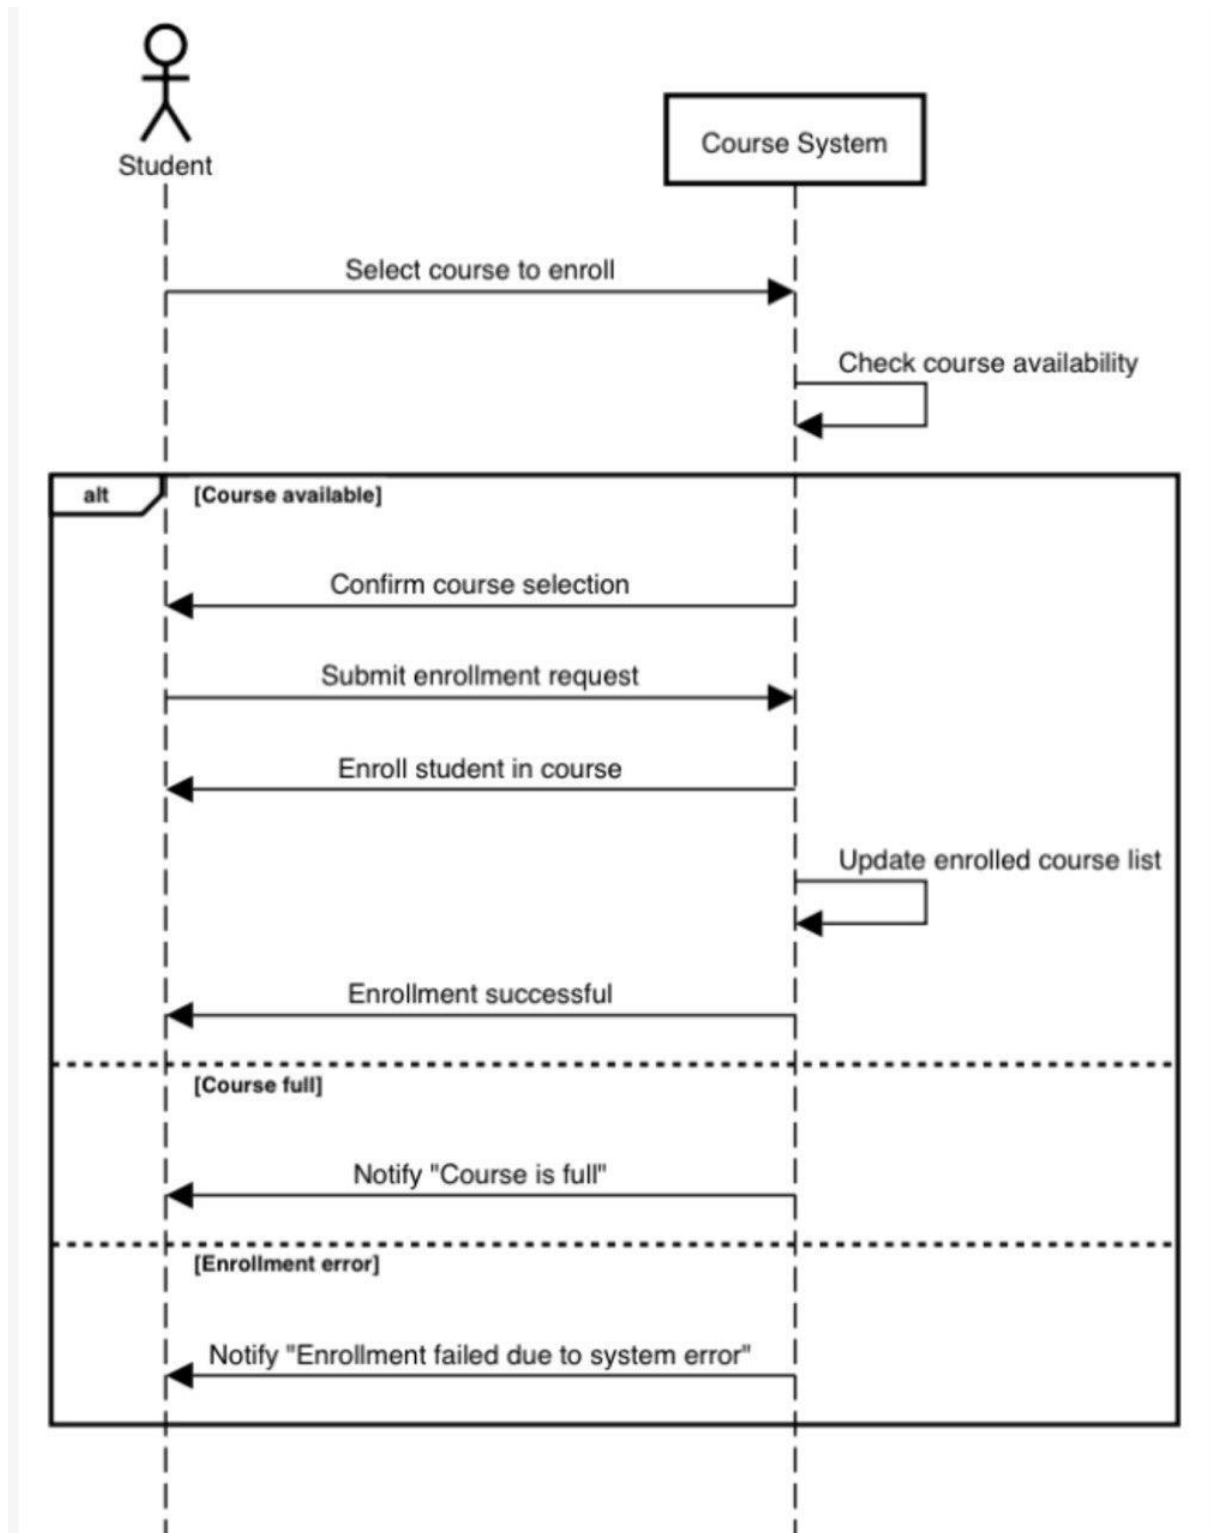 Student
Course System
Select course to enroll
Check course availability
alt
[Course available]
Confirm course selection
Submit enrollment request
Enroll student in course
Update enrolled course list
Enrollment successful
[Course full]
Notify "Course is full"
[Enrollment error]
Notify "Enrollment failed due to system error"